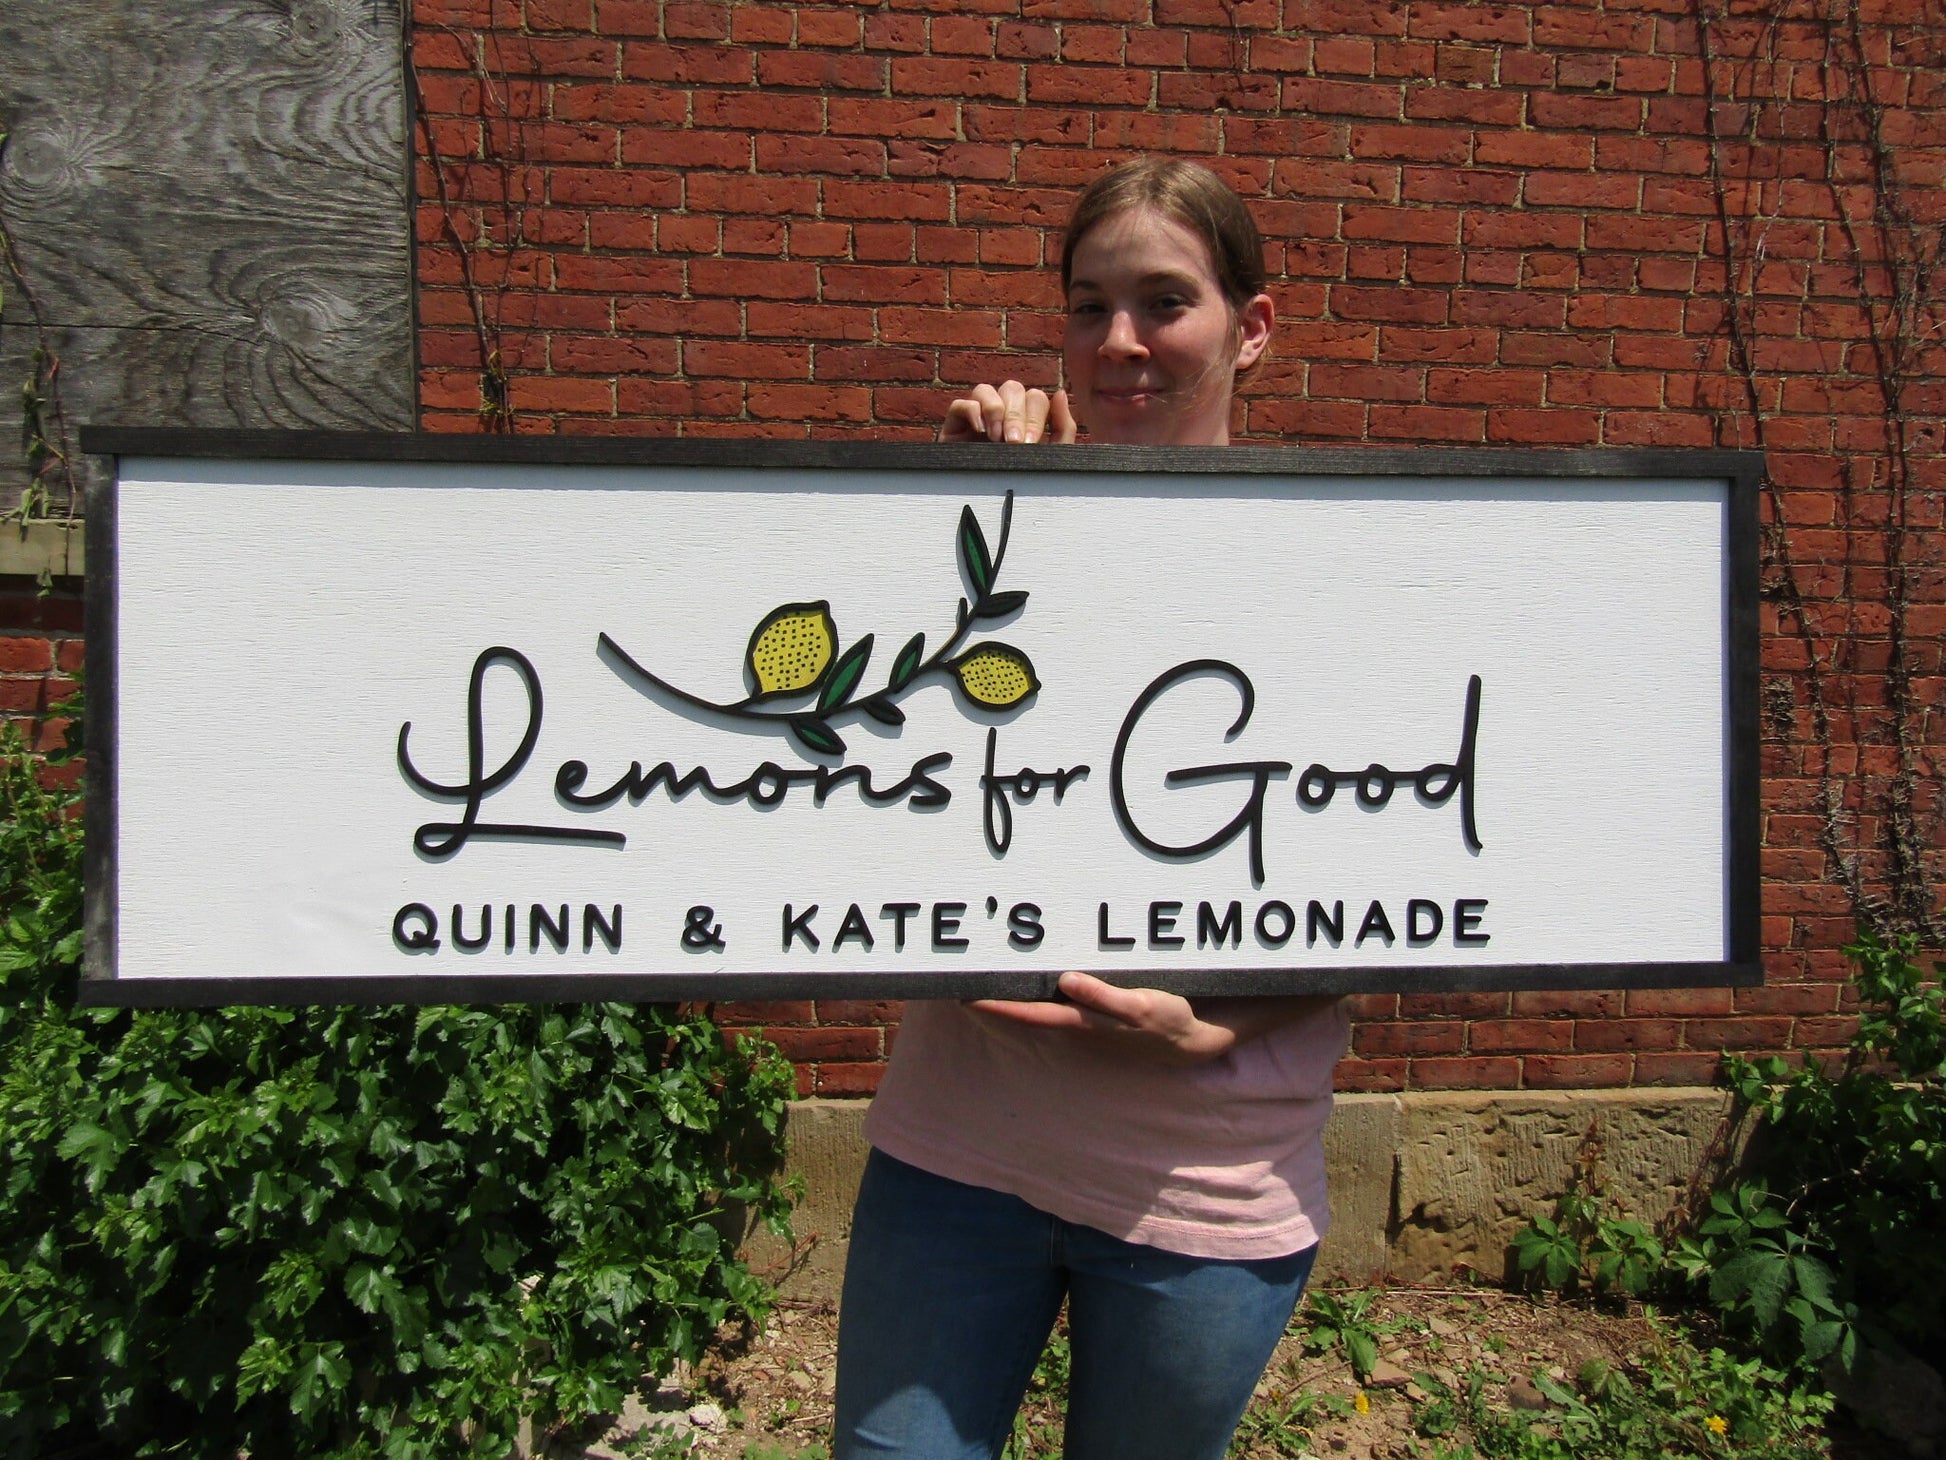 Lemons for Good
QUINN & KATE'S LEMONADE